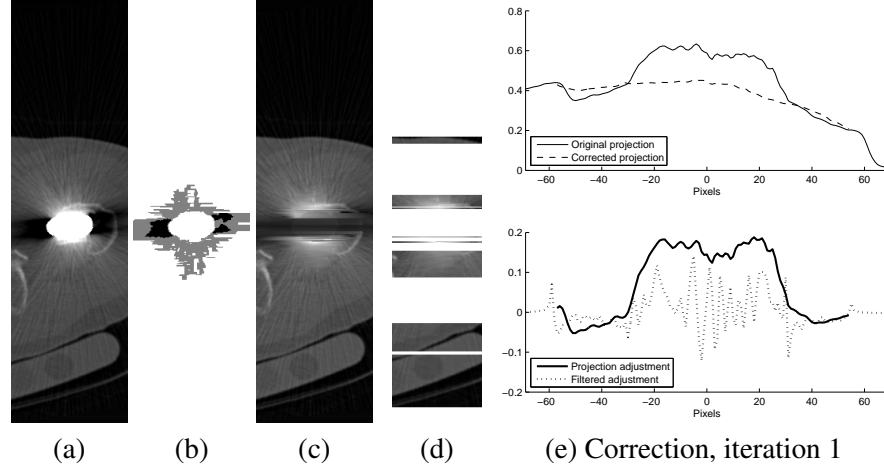 0.8
0.6
0.4
0.2
0
Original projection
Corrected projection
−60 −40 −20 0 20 40 60
Pixels
0.2
0.1
0
−0.1
−0.2
Projection adjustment
Filtered adjustment
−60 −40 −20 0 20 40 60
Pixels
(a) (b) (c) (d) (e) Correction, iteration 1